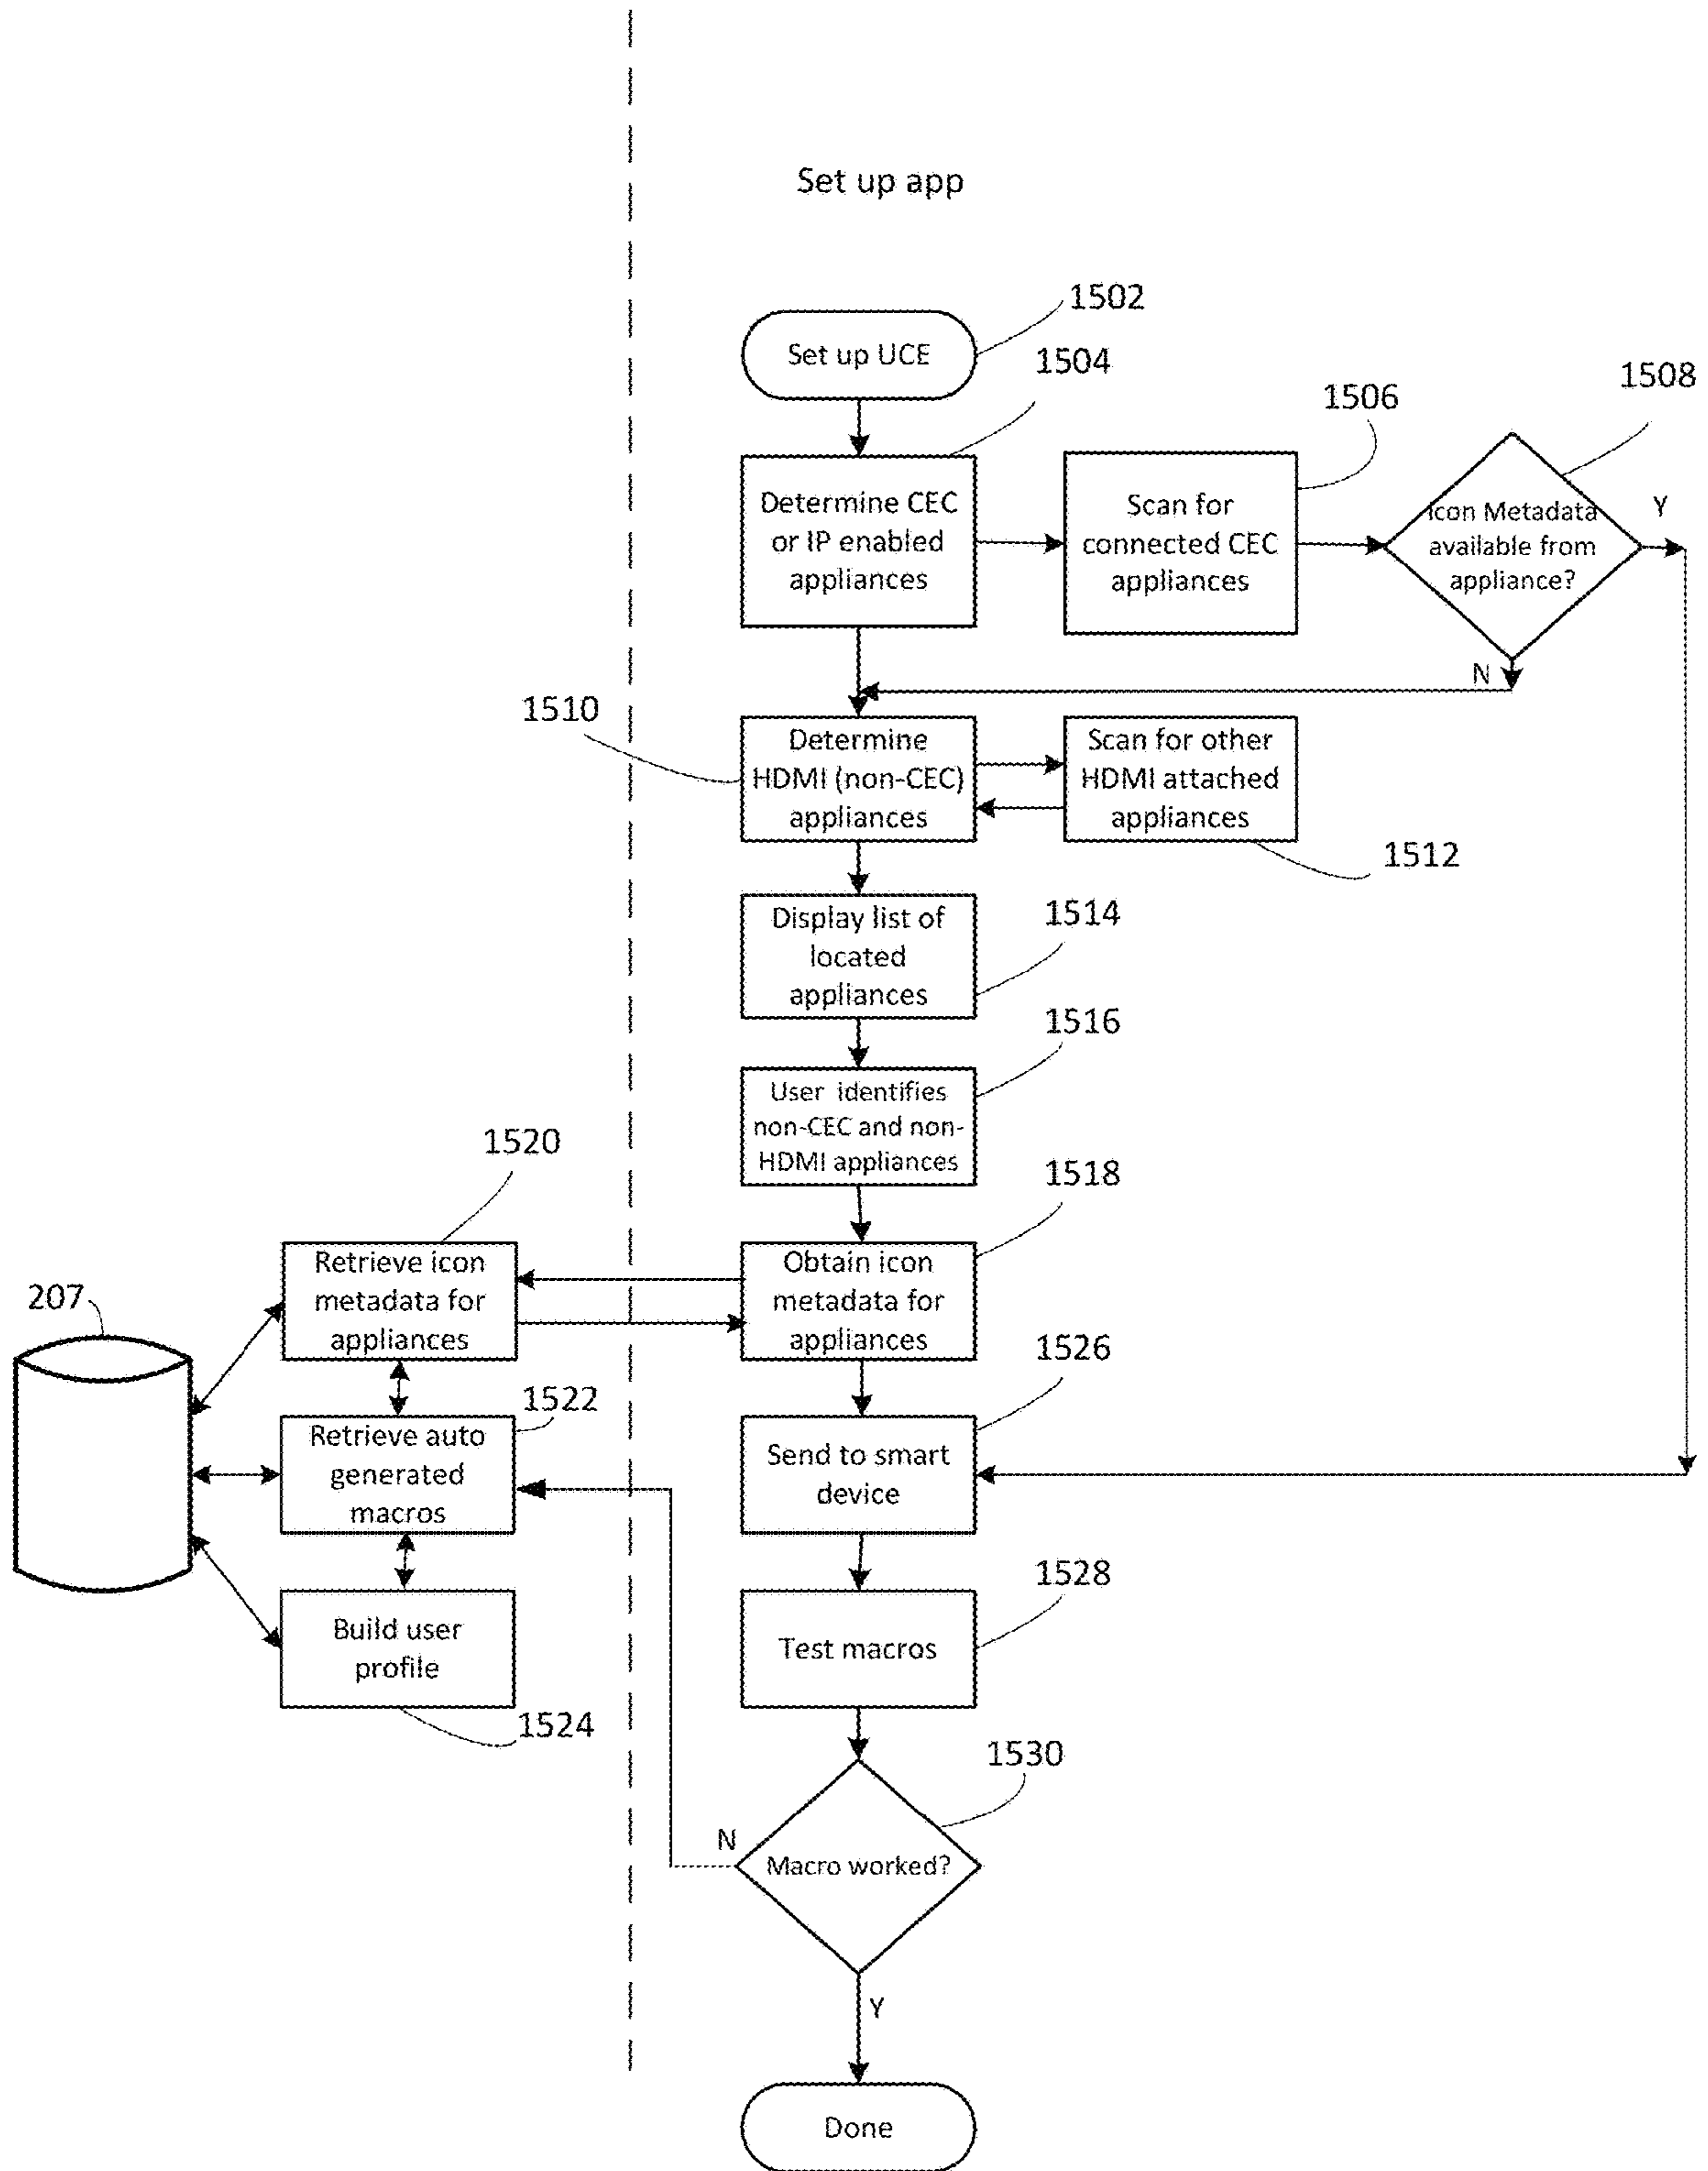 Set up app
1502
Set up UCE
1504
1506
1508
Determine CEC
or IP enabled
appliances
Scan for
connected CEC
appliances
Icon Metadata
available from
appliance?
Y
N
1510
Determine
HDMI (non-CEC)
appliances
Scan for other
HDMI attached
appliances
1512
Display list of
located
appliances
1514
1516
User identifies
non-CEC and non-
HDMI appliances
1520
1518
207
Retrieve icon
metadata for
appliances
Obtain icon
metadata for
appliances
1526
1522
Retrieve auto
generated
macros
Send to smart
device
1528
Build user
profile
1524
Test macros
1530
N
Macro worked?
Y
Done